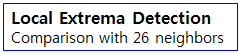 Local Extrema Detection
Comparison with 26 neighbors